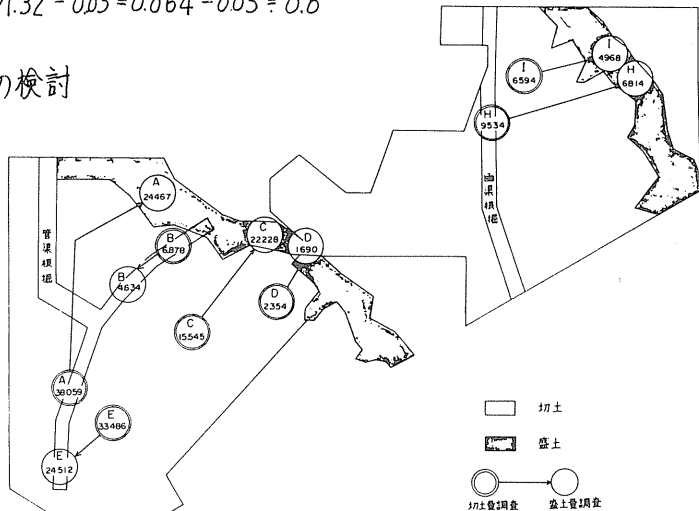 1.32 - 0.05 = 0.064 - 0.05 ≒ 0.6
の検討
I
4968
I
6594
H
6814
H
9534
A
24467
管渠根掘
B
6878
C
22228
D
1690
B
4634
D
2354
C
15545
A
38059
E
33486
E
24512
管渠根掘
切土
盛土
切土量調査
盛土量調査